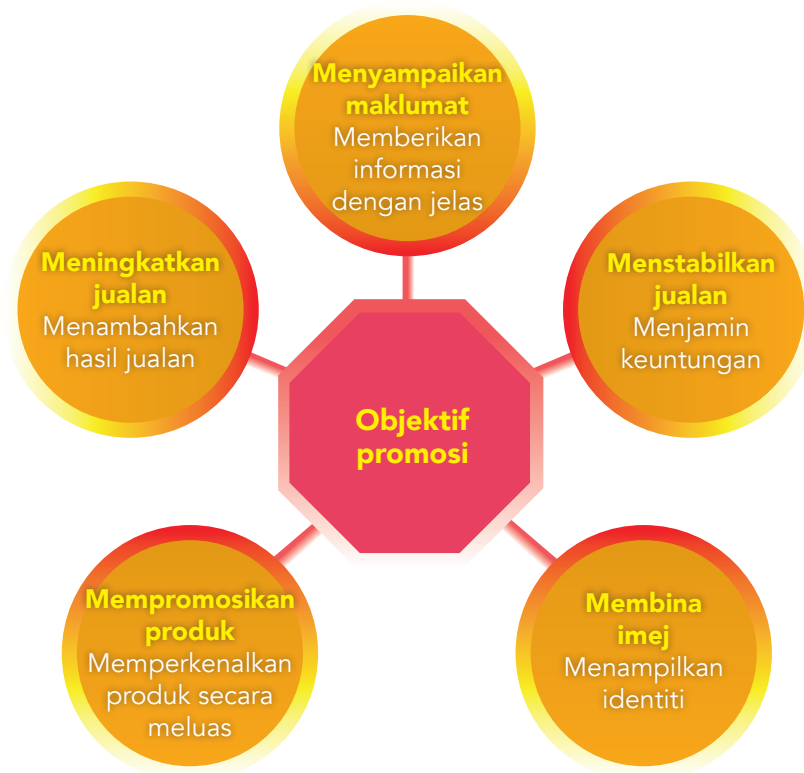 Menyampaikan
maklumat
Memberikan
informasi
dengan jelas
Meningkatkan
jualan
Menambahkan
hasil jualan
Menstabilkan
jualan
Menjamin
keuntungan
Objektif
promosi
Mempromosikan
produk
Memperkenalkan
produk secara
meluas
Membina
imej
Menampilkan
identiti